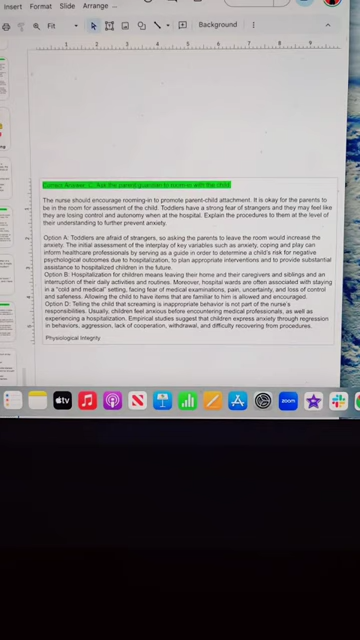 Insert Format Slide Arrange ...
Fit Background
1 2 3 4 5 6 7 8 9
Correct Answer: C: Ask the parent/guardian to room-in with the child.
The nurse should encourage rooming-in to promote parent-child attachment. It is okay for the parents to
be in the room for assessment of the child. Toddlers have a strong fear of strangers and they may feel like
they are losing control and autonomy when at the hospital. Explain the procedures to them at the level of
their understanding to further prevent anxiety.
Option A: Toddlers are afraid of strangers, so asking the parents to leave the room would increase the
anxiety. The initial assessment of the interplay of key variables such as anxiety, coping and play can
inform healthcare professionals by serving as a guide in order to determine a child's risk for negative
psychological outcomes due to hospitalization, to plan appropriate interventions and to provide substantial
assistance to hospitalized children in the future.
Option B: Hospitalization for children means leaving their home and their caregivers and siblings and an
interruption of their daily activities and routines. Moreover, hospital wards are often associated with staying
in a "cold and medical" setting, facing fear of medical examinations, pain, uncertainty, and loss of control
and safeness. Allowing the child to have items that are familiar to him is allowed and encouraged.
Option D: Telling the child that screaming is inappropriate behavior is not part of the nurse's
responsibilities. Usually, children feel anxious before encountering medical professionals, as well as
experiencing a hospitalization. Empirical studies suggest that children express anxiety through regression
in behaviors, aggression, lack of cooperation, withdrawal, and difficulty recovering from procedures.
Physiological Integrity
tv
zoom